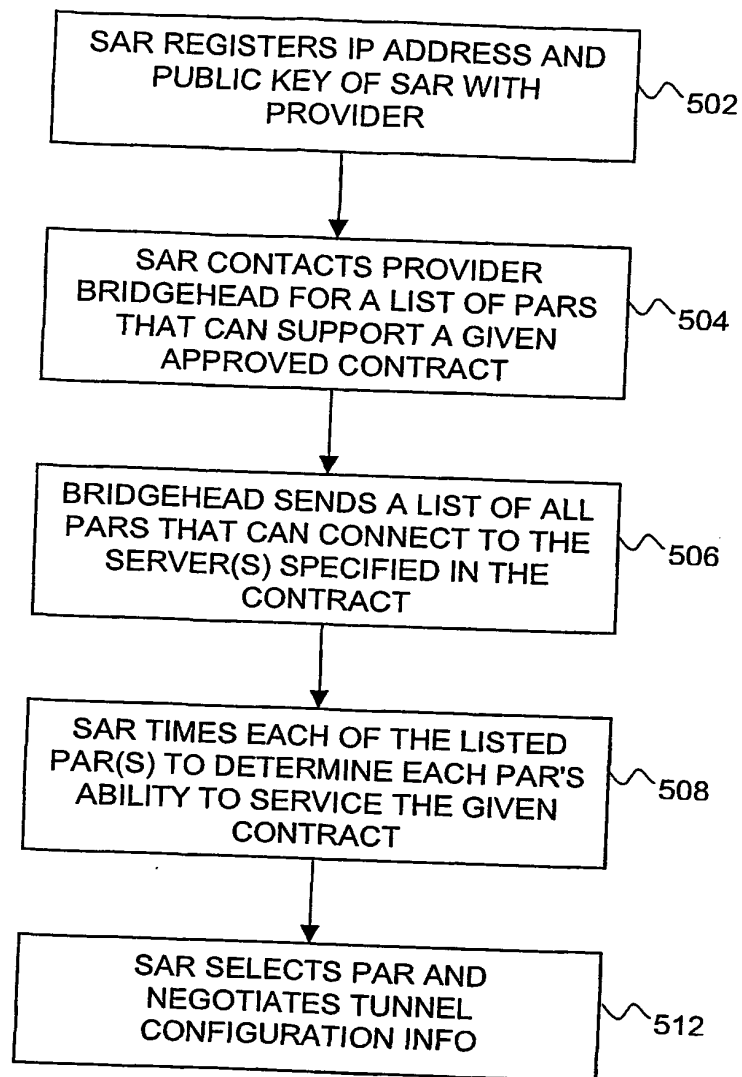 SAR REGISTERS IP ADDRESS AND
PUBLIC KEY OF SAR WITH
PROVIDER
502
SAR CONTACTS PROVIDER
BRIDGEHEAD FOR A LIST OF PARS
THAT CAN SUPPORT A GIVEN
APPROVED CONTRACT
504
BRIDGEHEAD SENDS A LIST OF ALL
PARS THAT CAN CONNECT TO THE
SERVER(S) SPECIFIED IN THE
CONTRACT
506
SAR TIMES EACH OF THE LISTED
PAR(S) TO DETERMINE EACH PAR'S
ABILITY TO SERVICE THE GIVEN
CONTRACT
508
SAR SELECTS PAR AND
NEGOTIATES TUNNEL
CONFIGURATION INFO
512